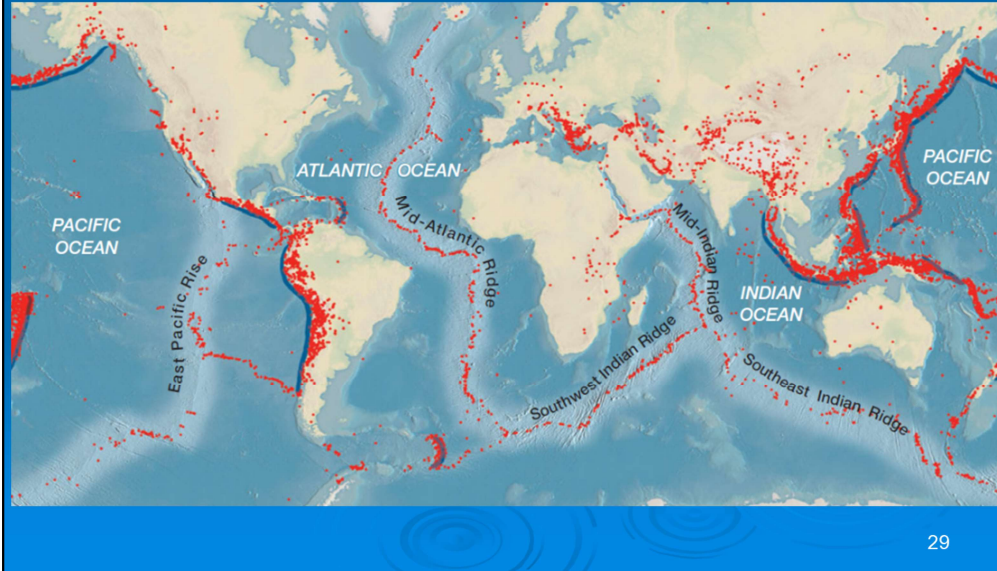 ATLANTIC OCEAN
PACIFIC
OCEAN
PACIFIC
OCEAN
Mid-Atlantic Ridge
Mid-Indian Ridge
East Pacific Rise
INDIAN
OCEAN
Southwest Indian Ridge
Southeast Indian Ridge
29